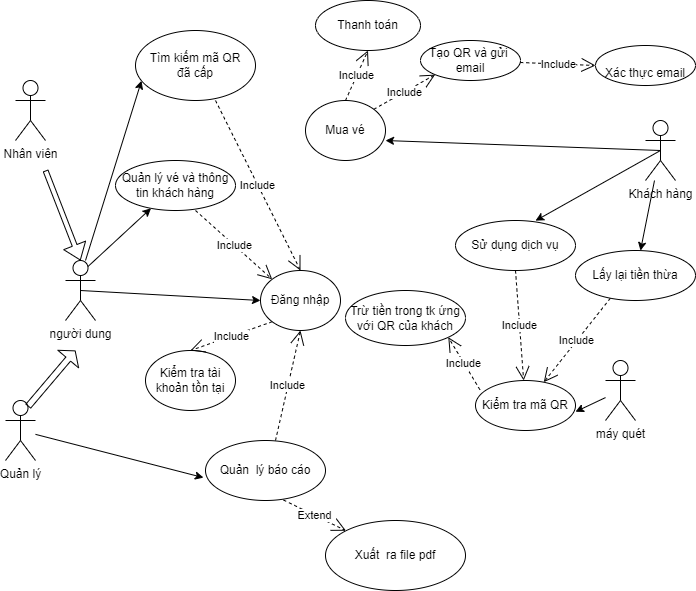 Thanh toán
Tìm kiếm mã QR
đã cấp
Tạo QR và gửi
email
Include
Xác thực email
Include
Include
Mua vé
Nhân viên
Quản lý vé và thông
tin khách hàng
Include
Khách hàng
Include
Sử dụng dịch vụ
Lấy lại tiền thừa
người dung
Đăng nhập
Trừ tiền trong tk ứng
với QR của khách
Include
Include
Include
Include
Kiểm tra tài
khoản tồn tại
Include
Kiểm tra mã QR
máy quét
Quản lý
Quản lý báo cáo
Extend
Xuất ra file pdf